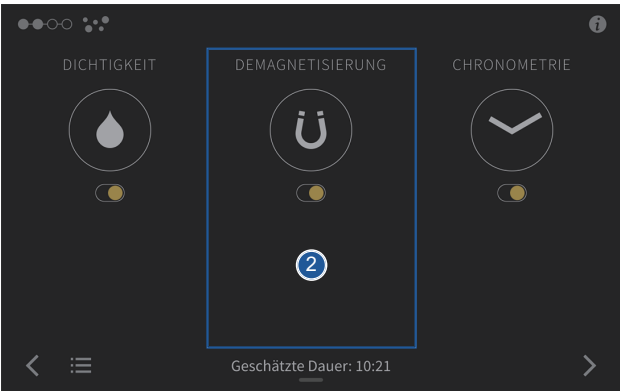 DICHTIGKEIT
DEMAGNETISIERUNG
CHRONOMETRIE
2
Geschätzte Dauer: 10:21